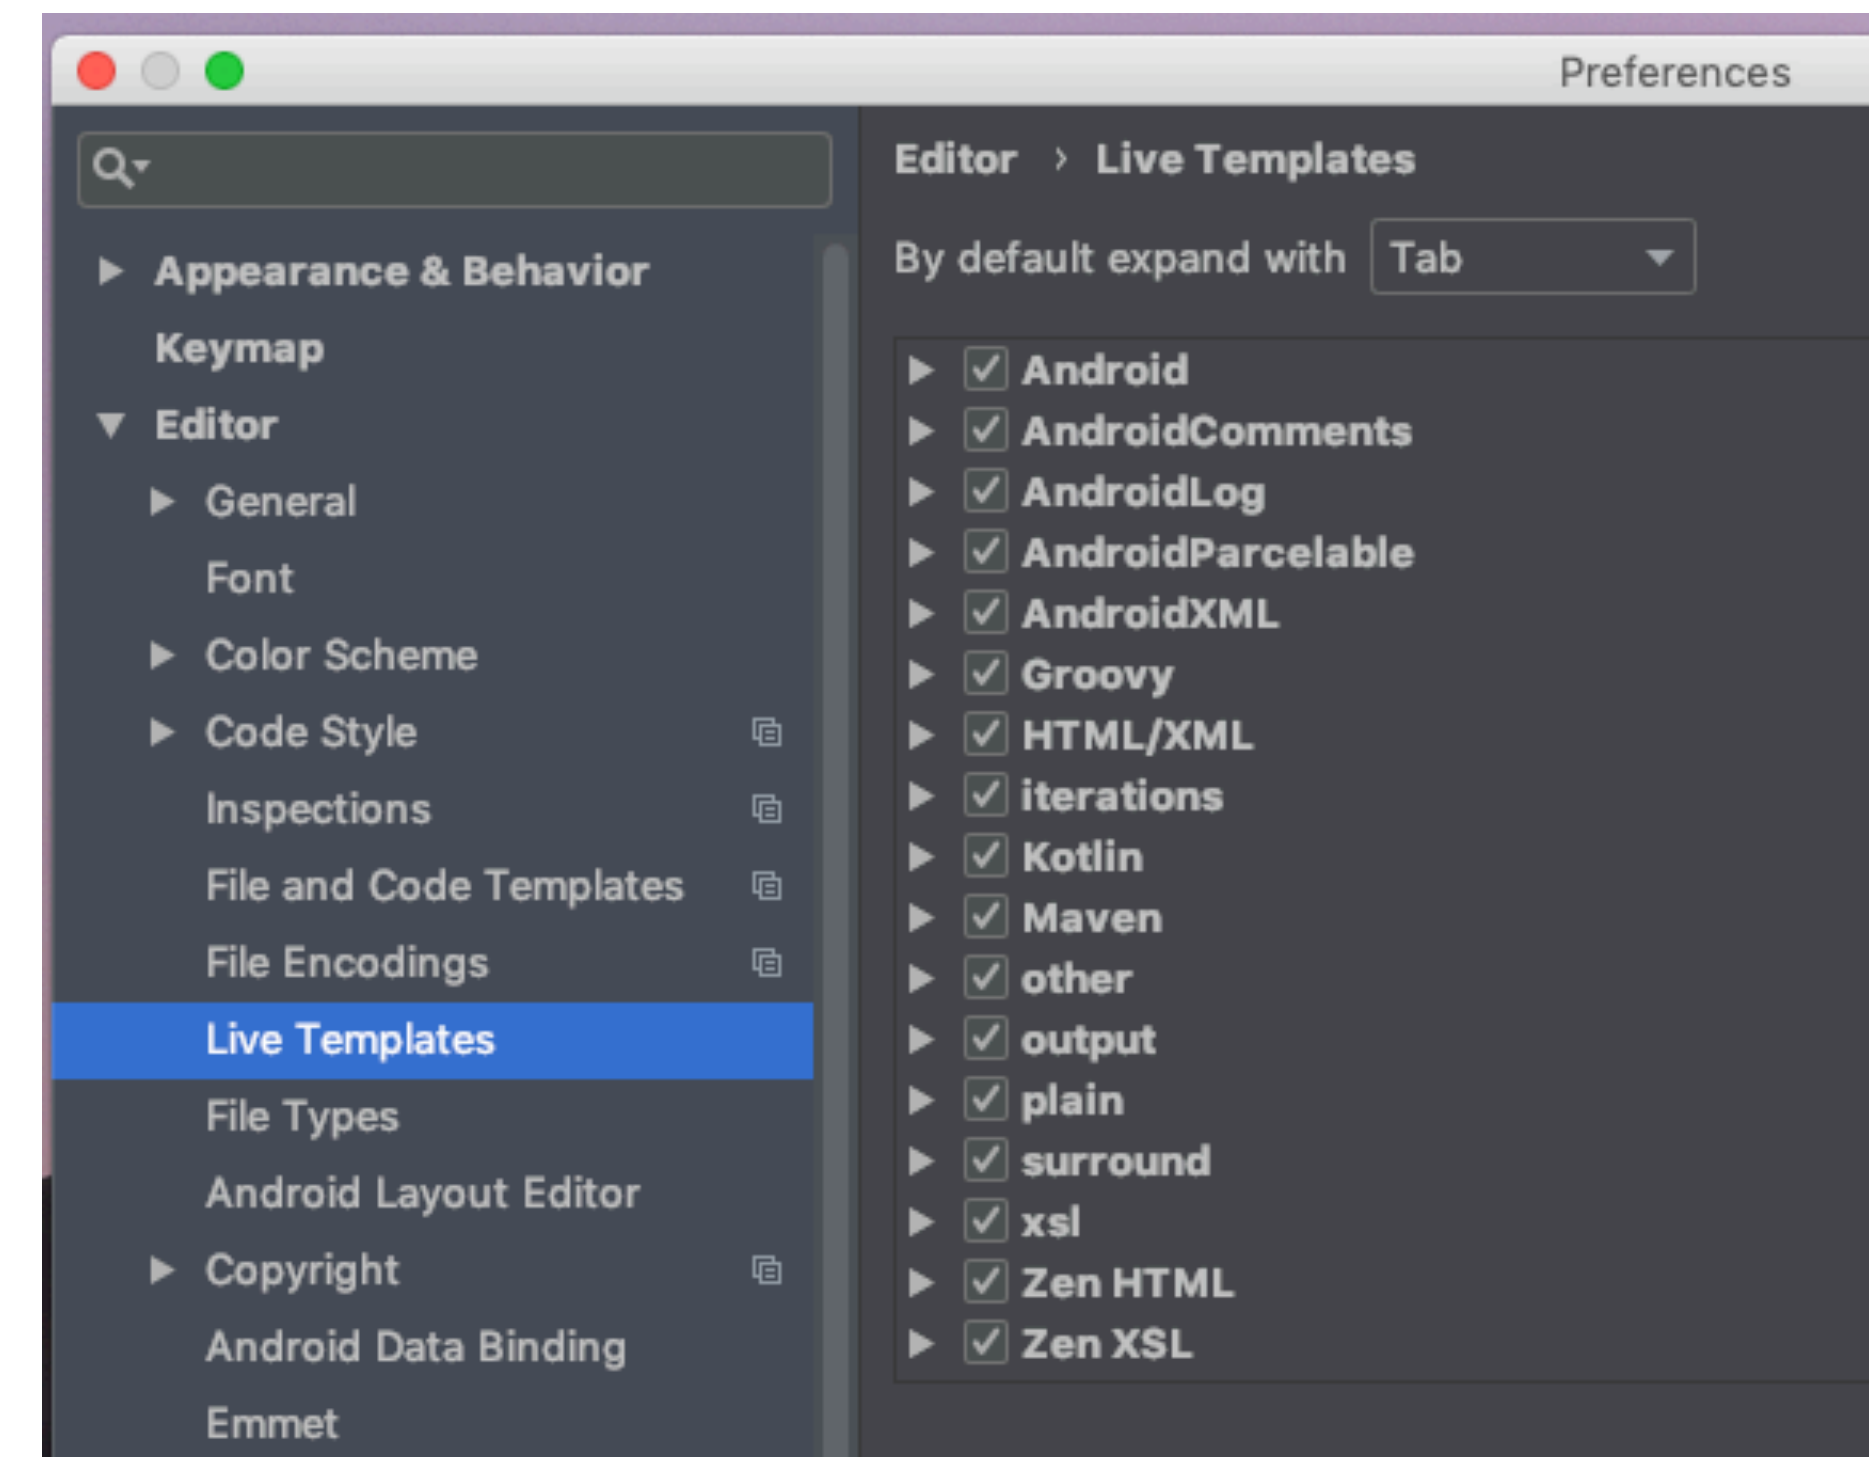 Preferences
Appearance & Behavior
Keymap
Editor
General
Font
Color Scheme
Code Style
Inspections
File and Code Templates
File Encodings
Live Templates
File Types
Android Layout Editor
Copyright
Android Data Binding
Emmet
Editor › Live Templates
By default expand with Tab
Android
AndroidComments
AndroidLog
AndroidParcelable
AndroidXML
Groovy
HTML/XML
iterations
Kotlin
Maven
other
output
plain
surround
xsl
Zen HTML
Zen XSL